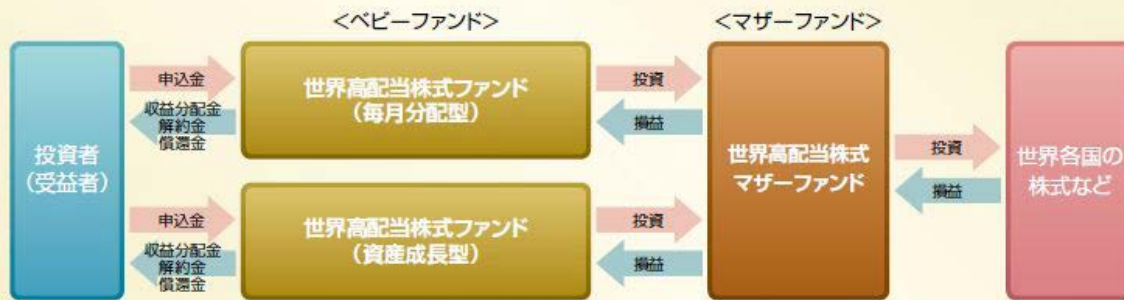 <ベビーファンド>
<マザーファンド>
投資者
(受益者)
申込金
収益分配金
解約金
償還金
世界高配当株式ファンド
(毎月分配型)
投資
損益
申込金
収益分配金
解約金
償還金
世界高配当株式ファンド
(資産成長型)
投資
損益
世界高配当株式
マザーファンド
投資
損益
世界各国の
株式など